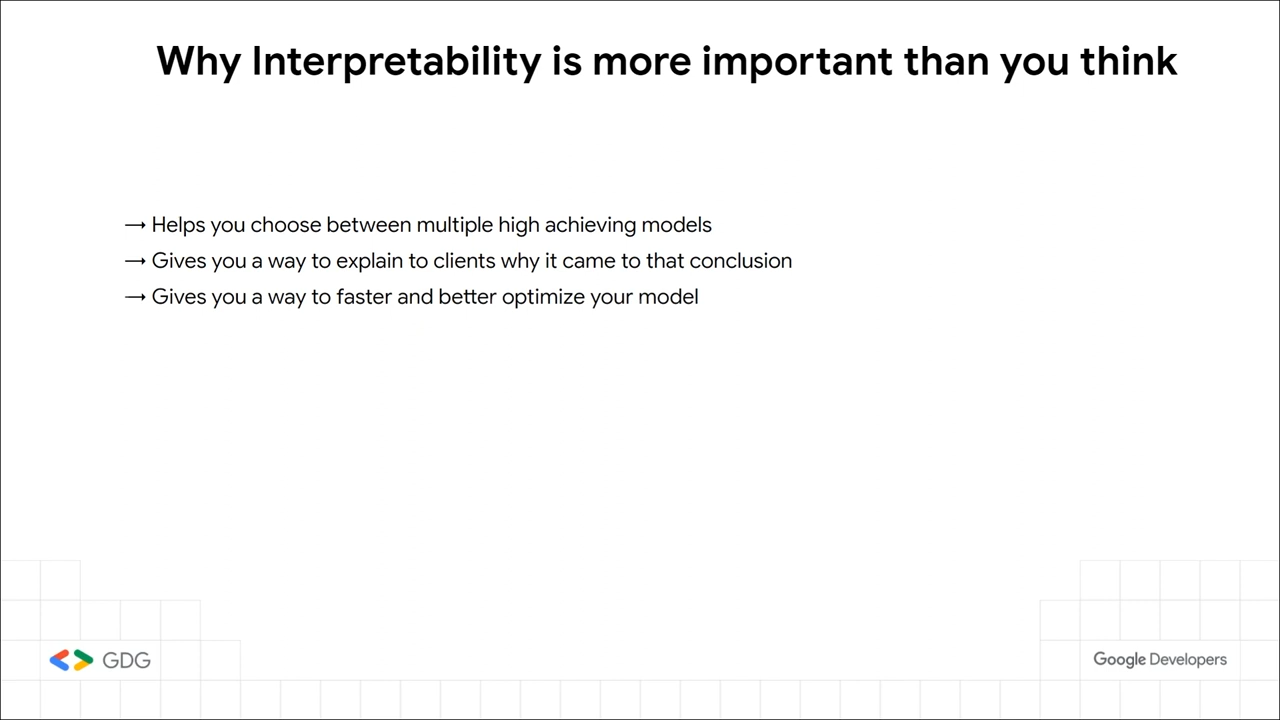 Why Interpretability is more important than you think
→ Helps you choose between multiple high achieving models
→ Gives you a way to explain to clients why it came to that conclusion
→ Gives you a way to faster and better optimize your model
GDG
Google Developers